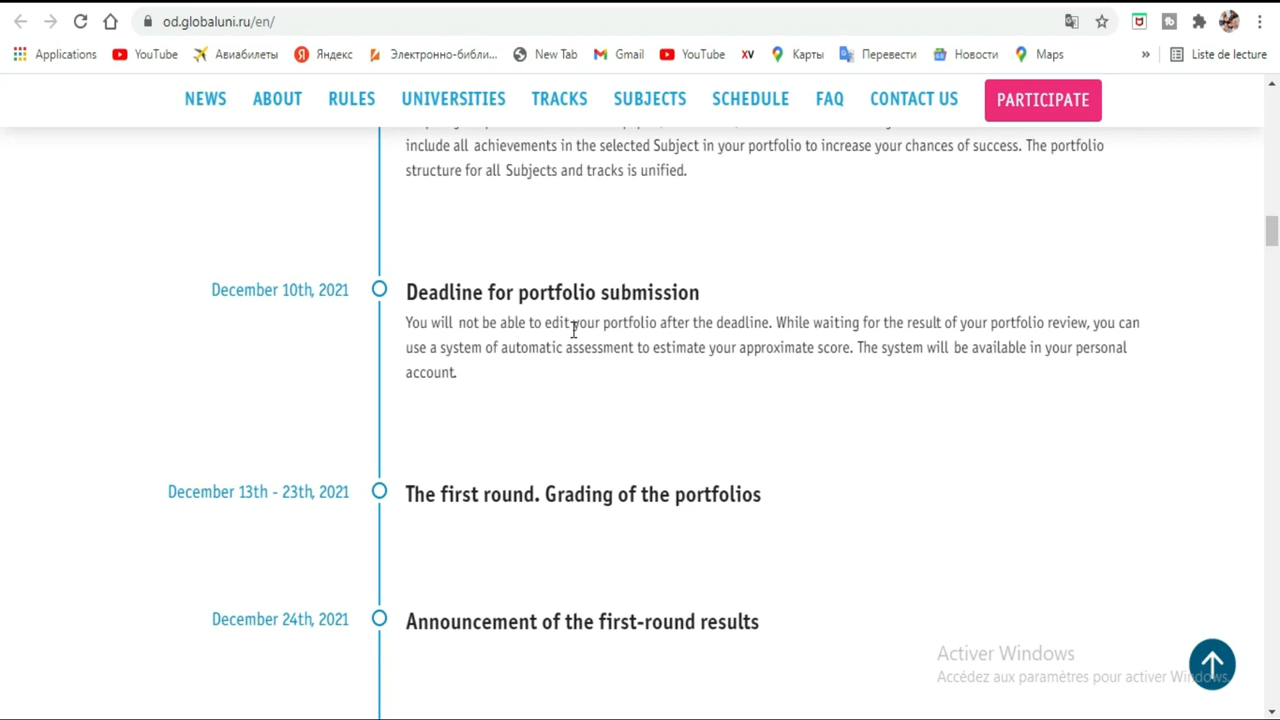 od.globaluni.ru/en/
Applications YouTube Авиабилеты Яндекс Электронно-библи... New Tab Gmail YouTube XV Карты Перевести Новости Maps » Liste de lecture
NEWS ABOUT RULES UNIVERSITIES TRACKS SUBJECTS SCHEDULE FAQ CONTACT US PARTICIPATE
include all achievements in the selected Subject in your portfolio to increase your chances of success. The portfolio
structure for all Subjects and tracks is unified.
December 10th, 2021
Deadline for portfolio submission
You will not be able to edit your portfolio after the deadline. While waiting for the result of your portfolio review, you can
use a system of automatic assessment to estimate your approximate score. The system will be available in your personal
account.
December 13th - 23th, 2021
The first round. Grading of the portfolios
December 24th, 2021
Announcement of the first-round results
Activer Windows
Accédez aux paramètres pour activer Windows.